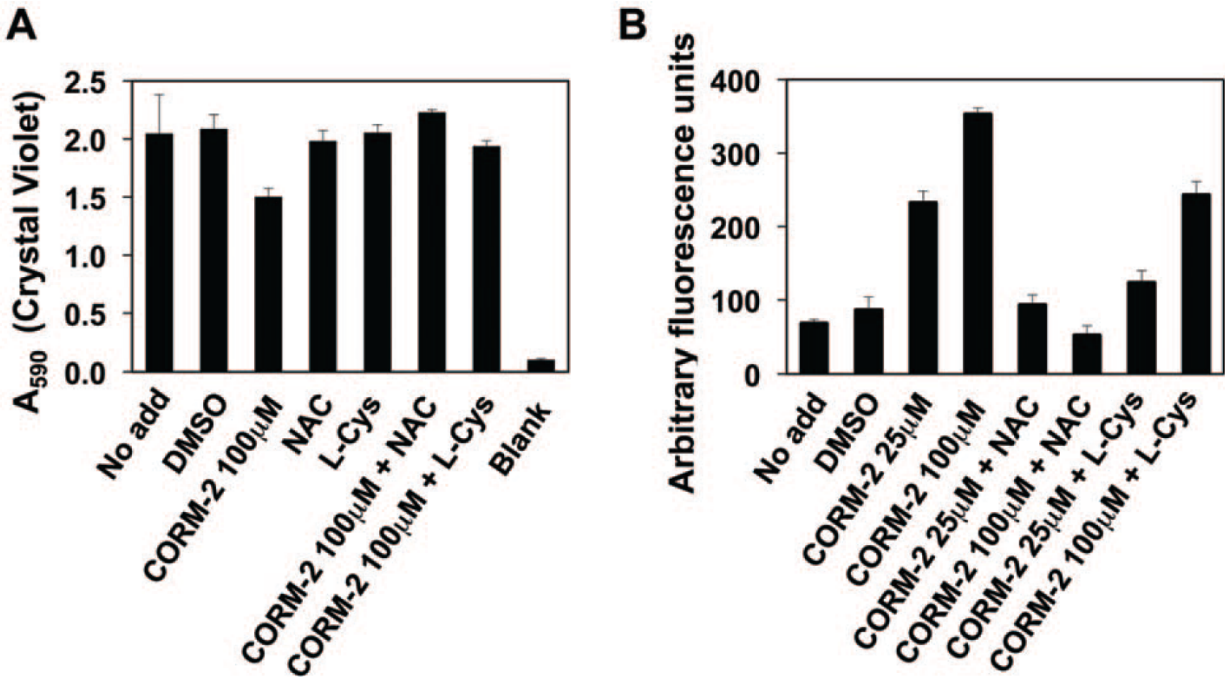 A
A590 (Crystal Violet)
2.5
2.0
1.5
1.0
0.5
0.0
No add
DMSO
CORM-2 100µM
NAC
L-Cys
CORM-2 100µM + NAC
CORM-2 100µM + L-Cys
Blank
B
Arbitrary fluorescence units
400
300
200
100
0
No add
DMSO
CORM-2 25µM
CORM-2 100µM
CORM-2 25µM + NAC
CORM-2 100µM + NAC
CORM-2 25µM + L-Cys
CORM-2 100µM + L-Cys